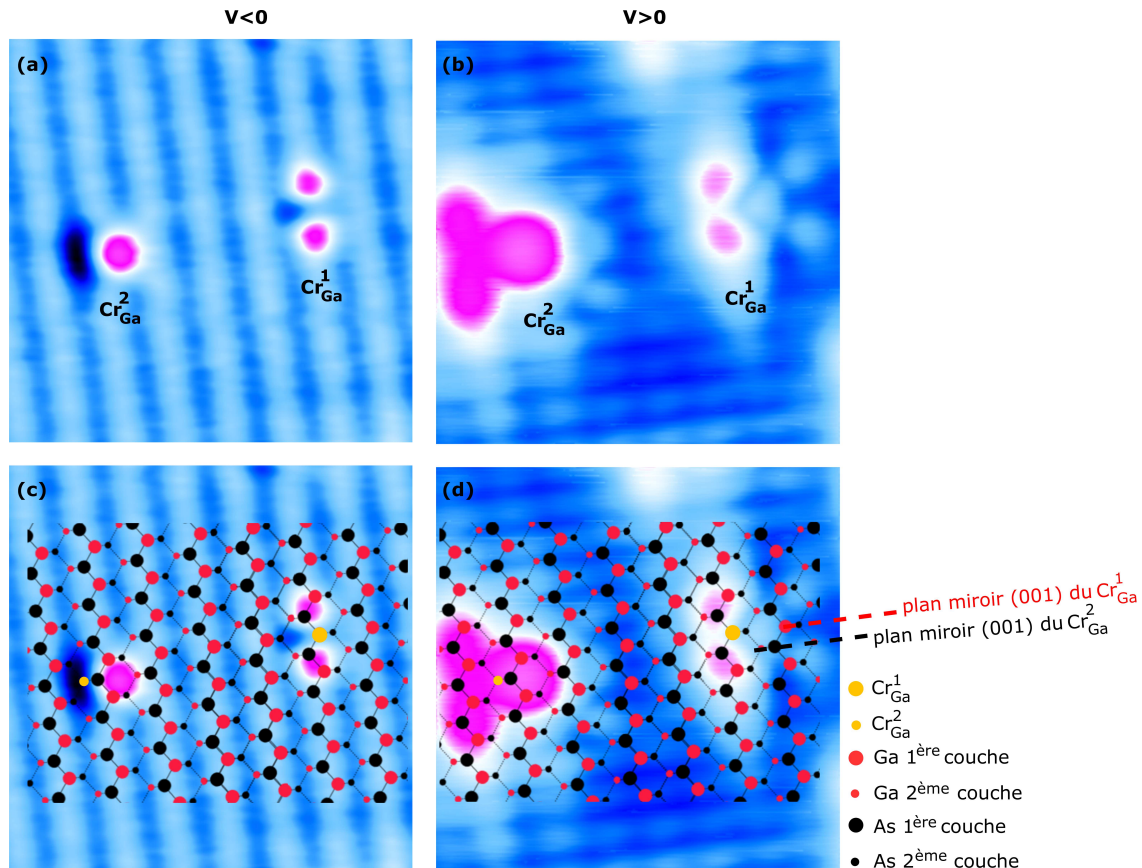 V<0
V>0
(a)
(b)
Cr²Ga
Cr¹Ga
Cr²Ga
Cr¹Ga
(c)
(d)
plan miroir (001) du Cr¹Ga
plan miroir (001) du Cr²Ga
Cr¹Ga
Cr²Ga
Ga 1ère couche
Ga 2ème couche
As 1ère couche
As 2ème couche